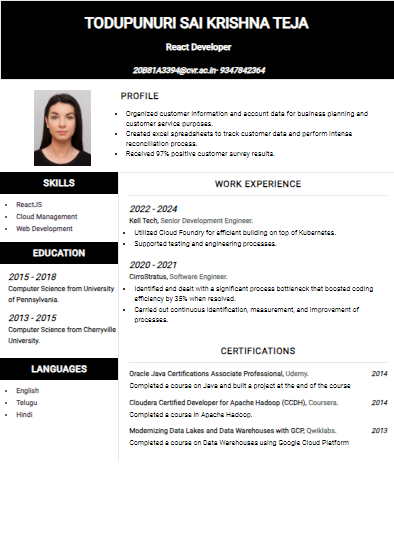 TODUPUNURI SAI KRISHNA TEJA
React Developer
20B81A3394@cvr.ac.in- 9347842364
PROFILE
• Organized customer information and account data for business planning and
customer service purposes.
• Created excel spreadsheets to track customer data and perform intense
reconciliation process.
• Received 97% positive customer survey results.
SKILLS
• ReactJS
• Cloud Management
• Web Development
EDUCATION
2015 - 2018
Computer Science from University
of Pennsylvania.
2013 - 2015
Computer Science from Cherryville
University.
LANGUAGES
• English
• Telugu
• Hindi
WORK EXPERIENCE
2022 - 2024
Kell Tech, Senior Development Engineer.
• Utilized Cloud Foundry for efficient building on top of Kubernetes.
• Supported testing and engineering processes.
2020 - 2021
CirroStratus, Software Engineer.
• Identified and dealt with a significant process bottleneck that boosted coding
efficiency by 35% when resolved.
• Carried out continuous identification, measurement, and improvement of
processes.
CERTIFICATIONS
Oracle Java Certifications Associate Professional, Udemy. 2014
Completed a course on Java and built a project at the end of the course
Cloudera Certified Developer for Apache Hadoop (CCDH), Coursera. 2014
Completed a course in Apache Hadoop.
Modernizing Data Lakes and Data Warehouses with GCP, Qwiklabs. 2013
Completed a course on Data Warehouses using Google Cloud Platform